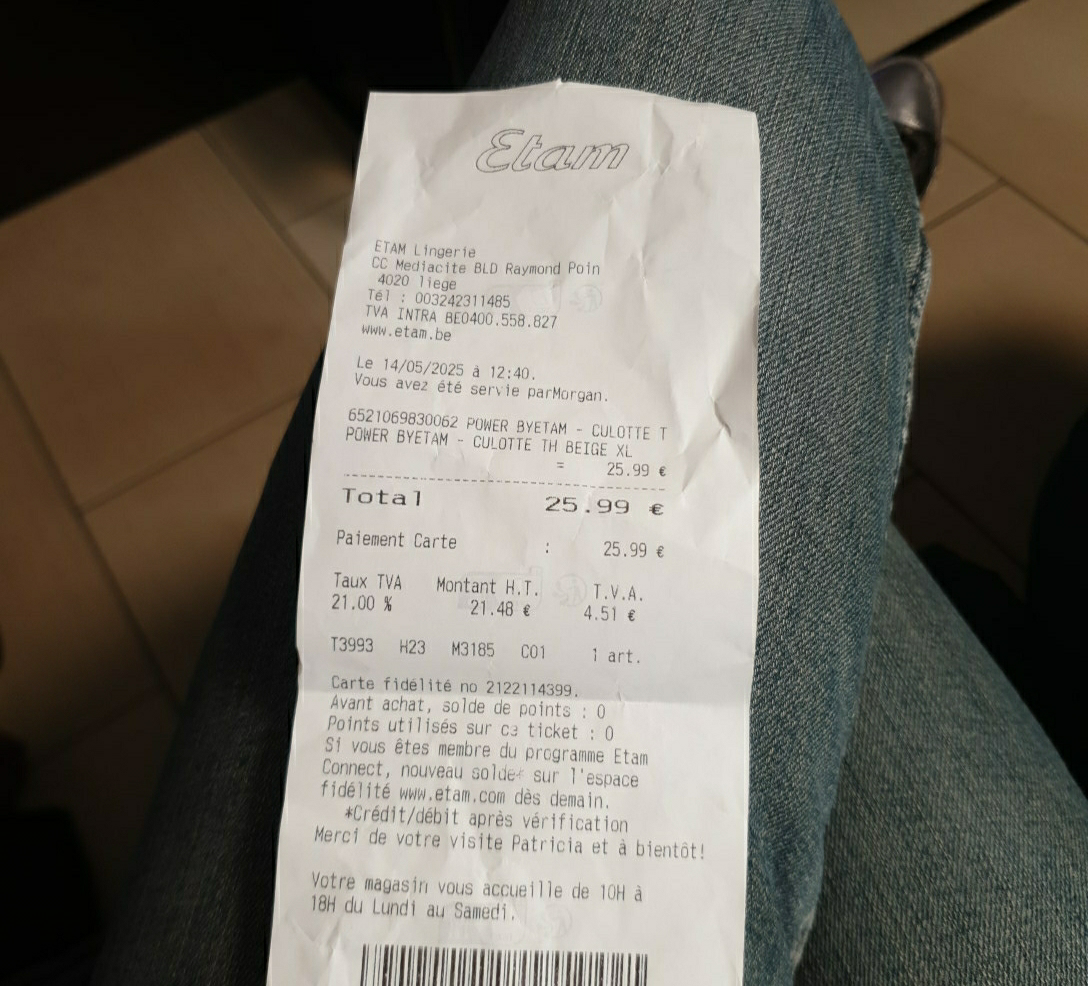 Etam
ETAM Lingerie
CC Mediacite BLD Raymond Poin
4020 liege
Tél : 003242311485
TVA INTRA BE0400.558.827
www.etam.be
Le 14/05/2025 à 12:40.
Vous avez été servie parMorgan.
6521069830062 POWER BYETAM - CULOTTE T
POWER BYETAM - CULOTTE TH BEIGE XL
= 25.99 €
Total 25.99 €
Paiement Carte : 25.99 €
Taux TVA Montant H.T. T.V.A.
21.00 % 21.48 € 4.51 €
T3993 H23 M3185 C01 1 art.
Carte fidélité no 2122114399.
Avant achat, solde de points : 0
Points utilisés sur ce ticket : 0
Si vous êtes membre du programme Etam
Connect, nouveau solde sur l'espace
fidélité www.etam.com dès demain.
*Crédit/débit après vérification
Merci de votre visite Patricia et à bientôt!
Votre magasin vous accueille de 10H à
18H du Lundi au Samedi.